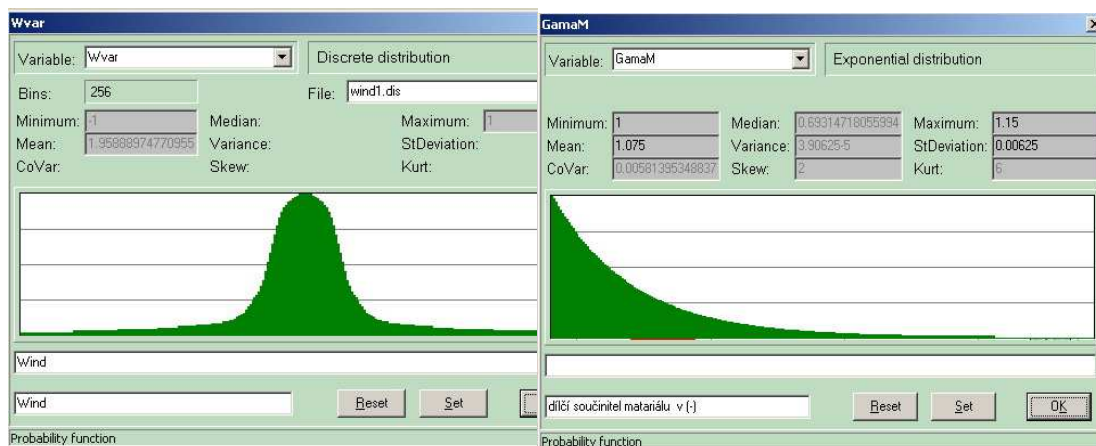 Wvar
Variable: Wvar Discrete distribution
Bins: 256 File: wind1.dis
Minimum: -1 Median: Maximum: 1
Mean: 1.95888974770955 Variance: StDeviation:
CoVar: Skew: Kurt:
Wind
Wind Reset Set
Probability function
GamaM
Variable: GamaM Exponential distribution
Minimum: 1 Median: 0.69314718055994 Maximum: 1.15
Mean: 1.075 Variance: 3.90625-5 StDeviation: 0.00625
CoVar: 0.00581395348837 Skew: 2 Kurt: 6
dílčí součinitel matariálu v (-) Reset Set OK
Probability function